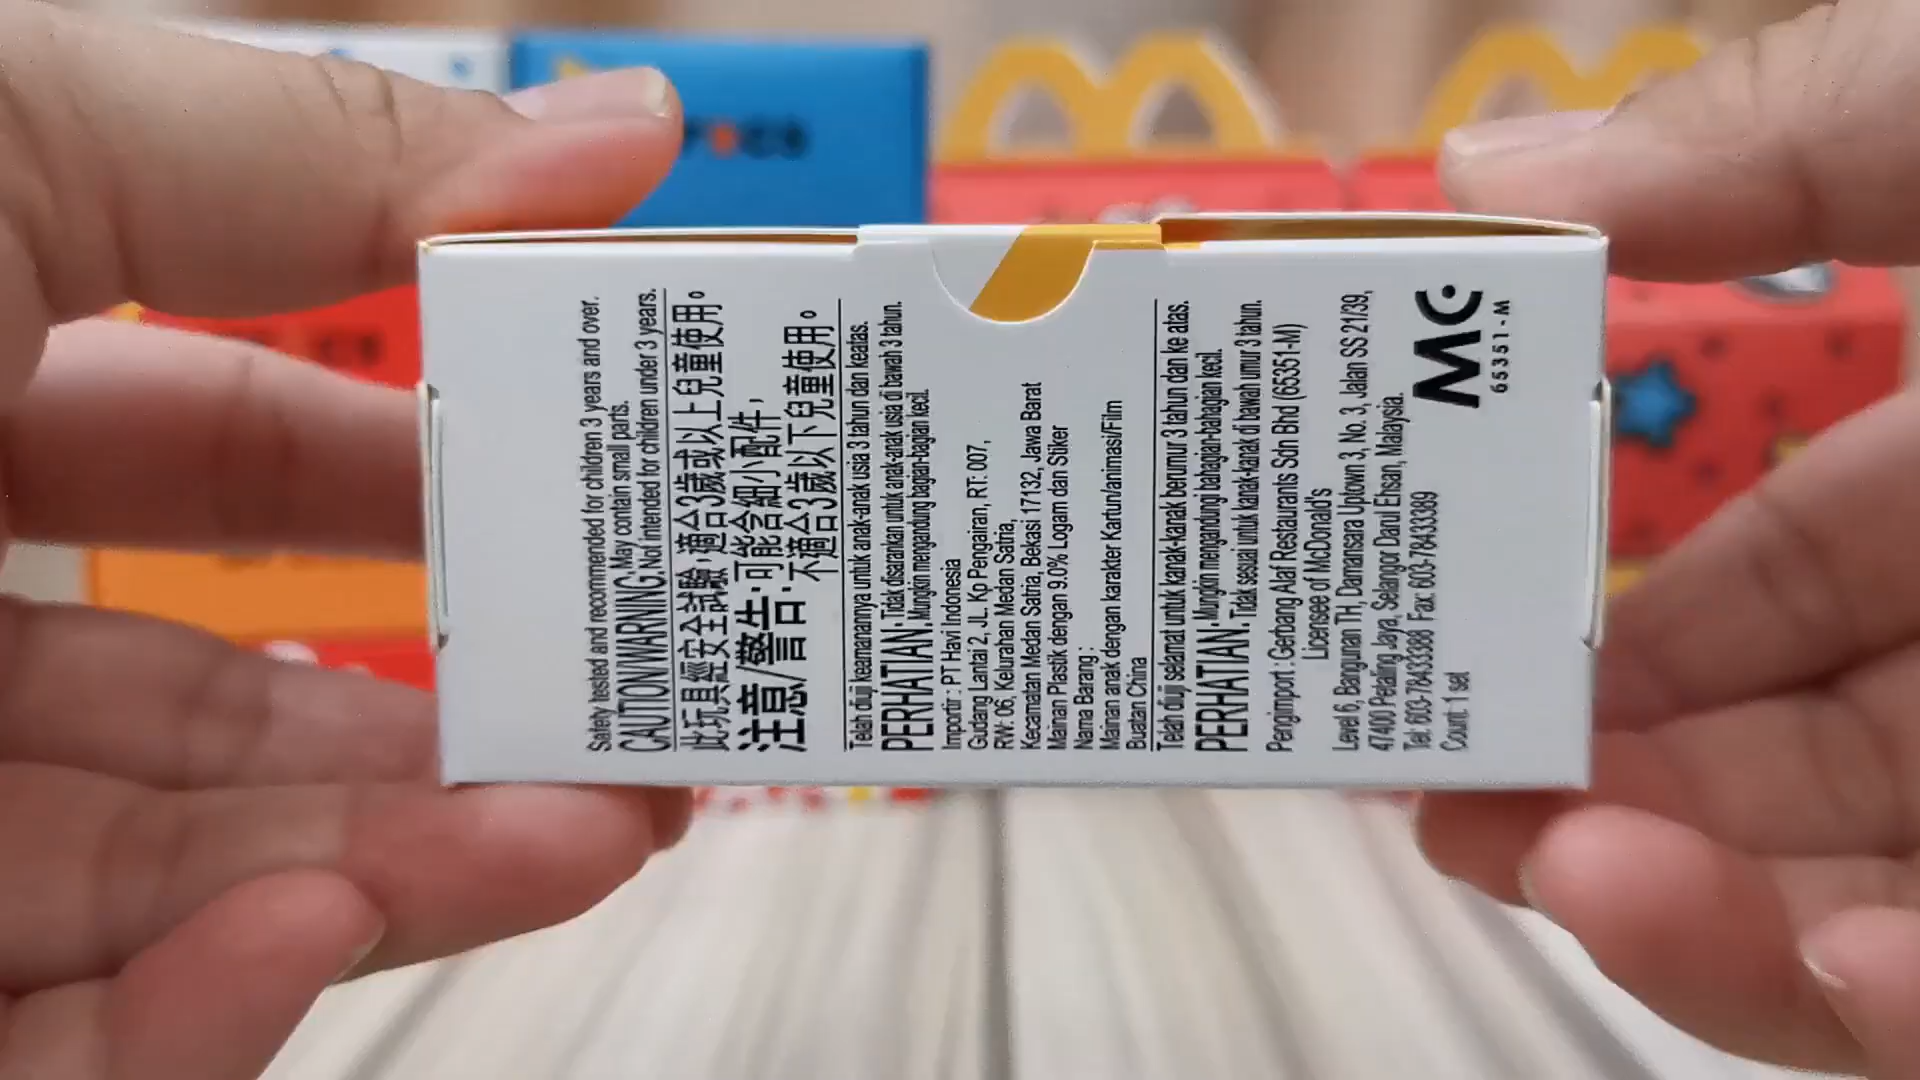 Safety tested and recommended for children 3 years and over.
CAUTION/WARNING:
• May contain small parts.
• Not intended for children under 3 years.
此玩具經安全試驗，適合3歲或以上兒童使用。
注意/警告:
• 可能含細小配件，
• 不適合3歲以下兒童使用。
Telah diuji keamanannya untuk anak-anak usia 3 tahun dan keatas.
PERHATIAN:
• Tidak disarankan untuk anak-anak usia di bawah 3 tahun.
• Mungkin mengandung bagian-bagian kecil.
Importir : PT Havi Indonesia
Gudang Lantai 2, JL. Kp Pengairan, RT: 007,
RW: 06, Kelurahan Medan Satria,
Kecamatan Medan Satria, Bekasi 17132, Jawa Barat
Mainan Plastik dengan 9.0% Logam dan Stiker
Nama Barang :
Mainan anak dengan karakter Kartun/animasi/Film
Buatan China
Telah diuji selamat untuk kanak-kanak berumur 3 tahun dan ke atas.
PERHATIAN:
• Mungkin mengandungi bahagian-bahagian kecil.
• Tidak sesuai untuk kanak-kanak di bawah umur 3 tahun.
Pengimport : Gerbang Alaf Restaurants Sdn Bhd (65351-M)
Licensee of McDonald's
Level 6, Bangunan TH, Damansara Uptown 3, No. 3, Jalan SS 21/39,
47400 Petaling Jaya, Selangor Darul Ehsan, Malaysia.
Tel: 603-78433388 Fax: 603-78433389
Count: 1 set
MC
65351-M